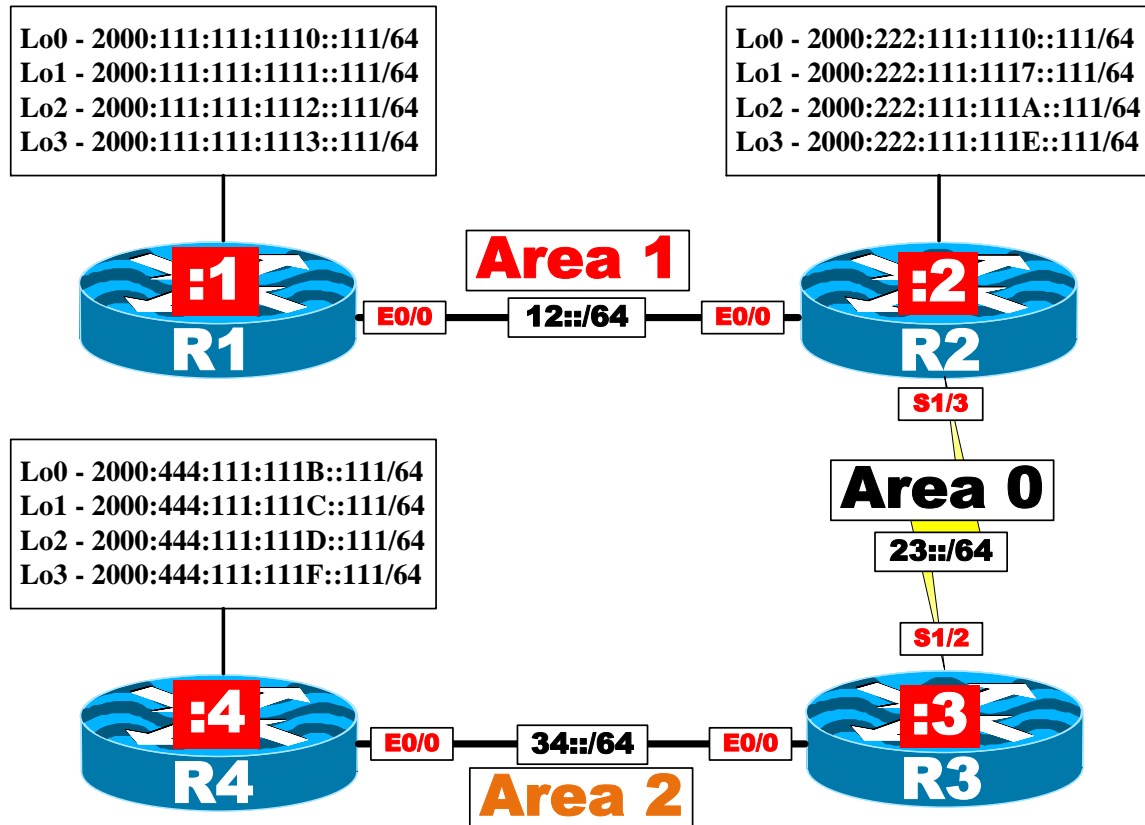 Lo0 - 2000:111:111:1110::111/64
Lo1 - 2000:111:111:1111::111/64
Lo2 - 2000:111:111:1112::111/64
Lo3 - 2000:111:111:1113::111/64
Lo0 - 2000:222:111:1110::111/64
Lo1 - 2000:222:111:1117::111/64
Lo2 - 2000:222:111:111A::111/64
Lo3 - 2000:222:111:111E::111/64
:1
R1
E0/0
Area 1
12::/64
E0/0
:2
R2
S1/3
Area 0
23::/64
S1/2
Lo0 - 2000:444:111:111B::111/64
Lo1 - 2000:444:111:111C::111/64
Lo2 - 2000:444:111:111D::111/64
Lo3 - 2000:444:111:111F::111/64
:4
R4
E0/0
34::/64
Area 2
E0/0
:3
R3